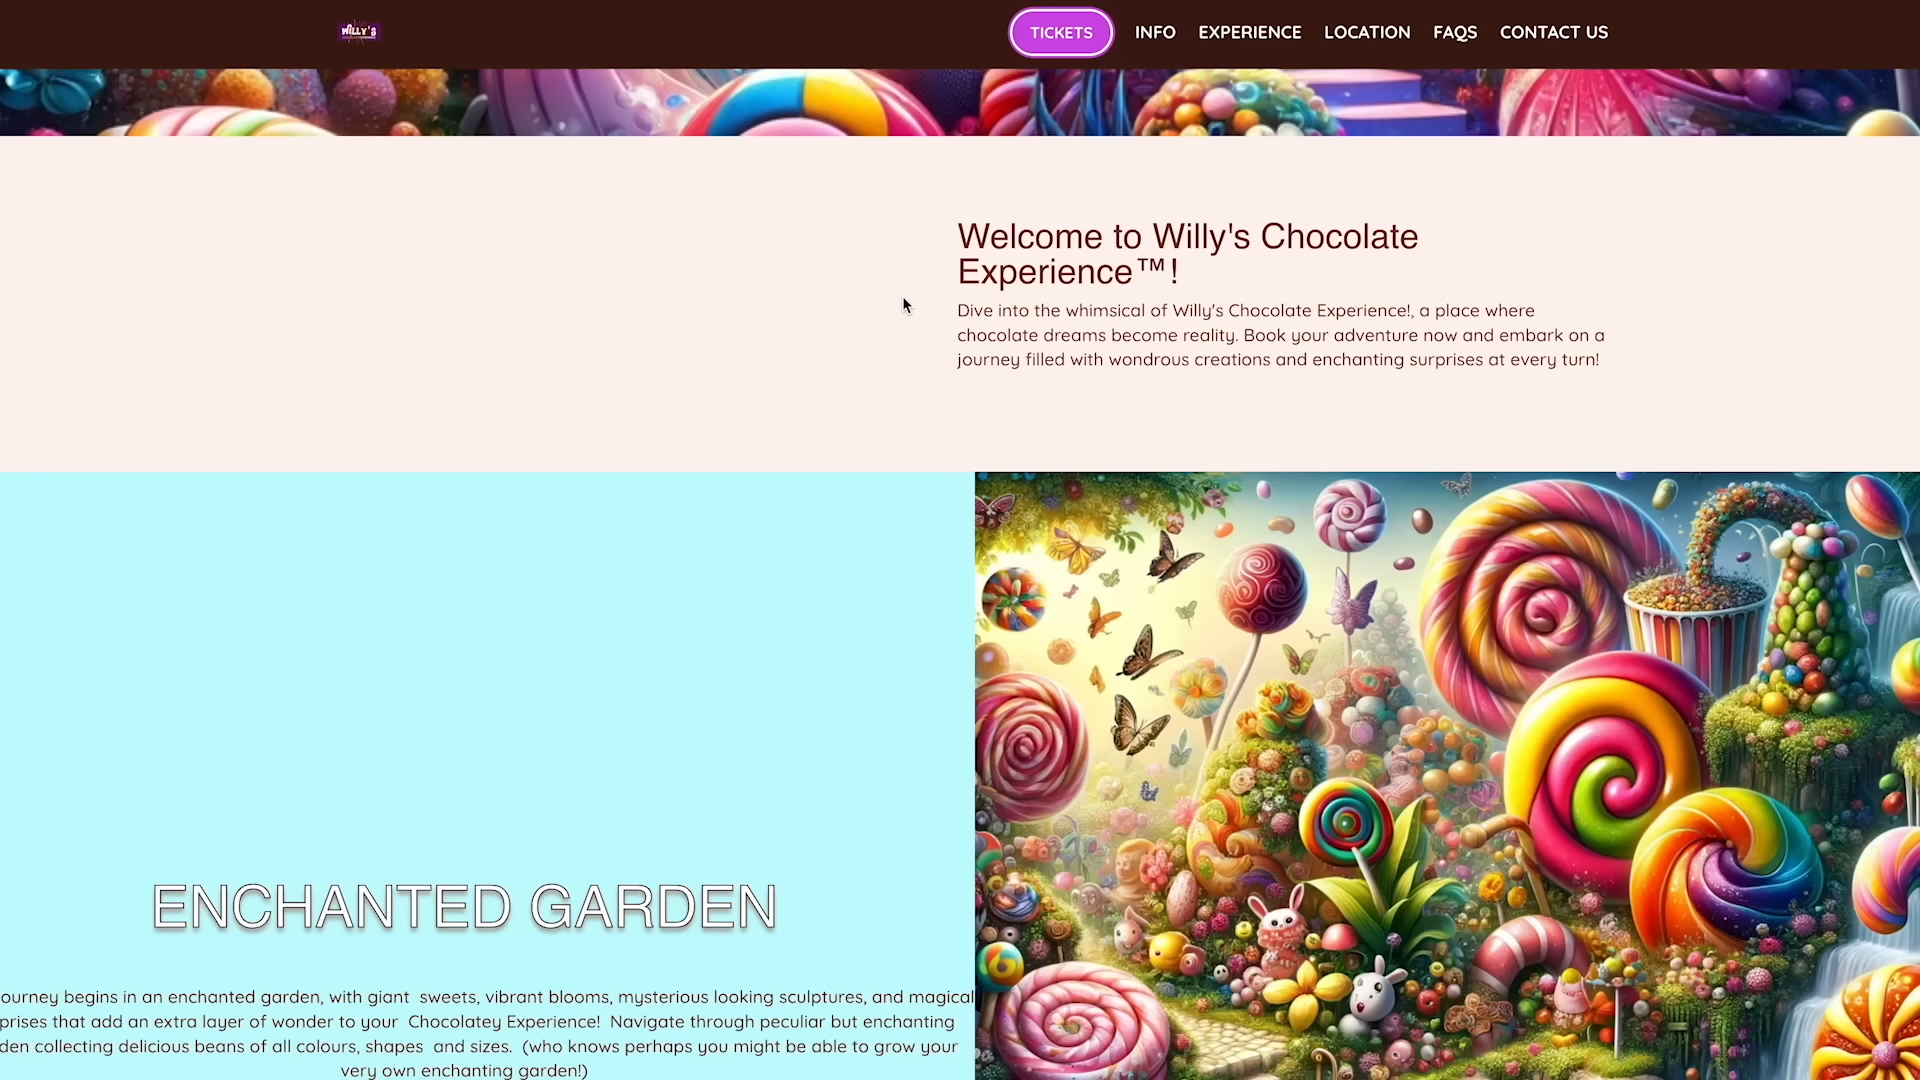 WiLLY'S
TICKETS INFO EXPERIENCE LOCATION FAQS CONTACT US
Welcome to Willy's Chocolate
Experience™!
Dive into the whimsical of Willy's Chocolate Experience!, a place where
chocolate dreams become reality. Book your adventure now and embark on a
journey filled with wondrous creations and enchanting surprises at every turn!
ENCHANTED GARDEN
ourney begins in an enchanted garden, with giant sweets, vibrant blooms, mysterious looking sculptures, and magical
prises that add an extra layer of wonder to your Chocolatey Experience! Navigate through peculiar but enchanting
den collecting delicious beans of all colours, shapes and sizes. (who knows perhaps you might be able to grow your
very own enchanting garden!)